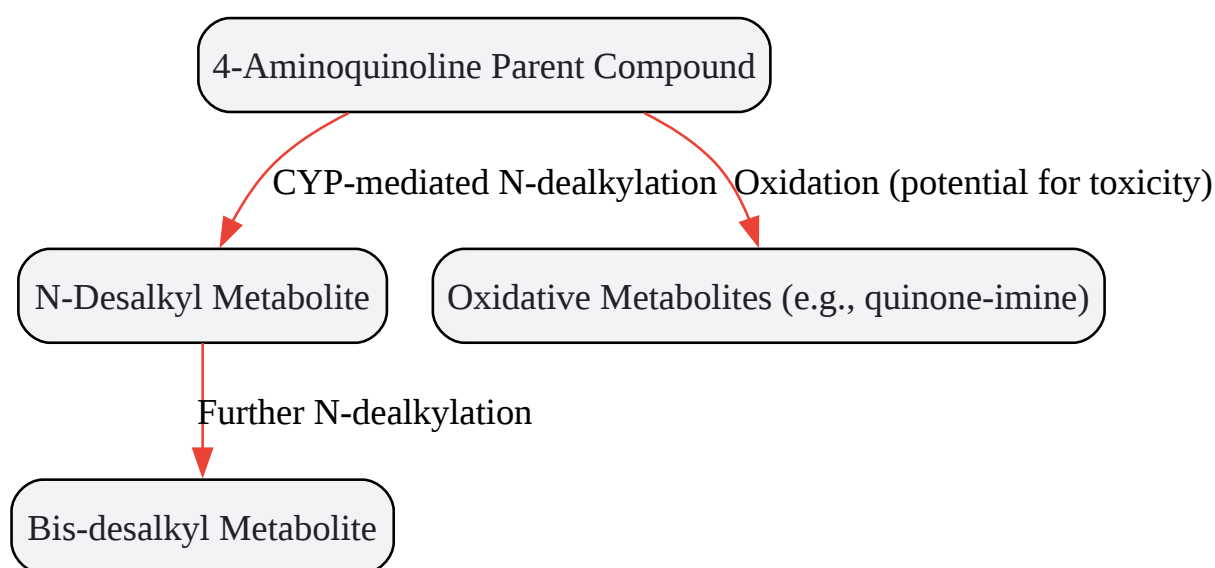 4-Aminoquinoline Parent Compound
CYP-mediated N-dealkylation
Oxidation (potential for toxicity)
N-Desalkyl Metabolite
Oxidative Metabolites (e.g., quinone-imine)
Further N-dealkylation
Bis-desalkyl Metabolite